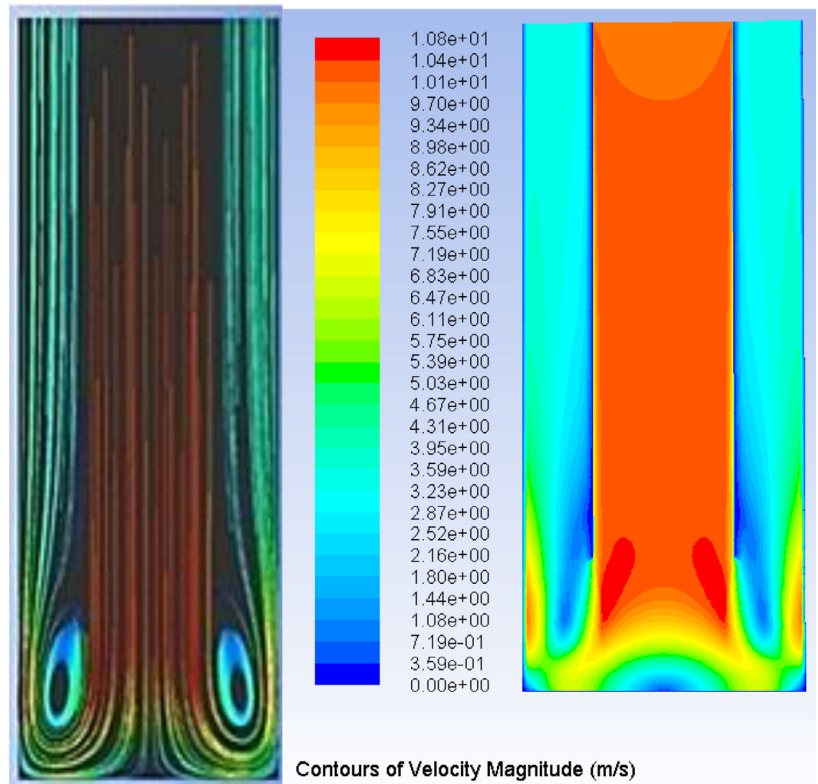 1.08e+01
1.04e+01
1.01e+01
9.70e+00
9.34e+00
8.98e+00
8.62e+00
8.27e+00
7.91e+00
7.55e+00
7.19e+00
6.83e+00
6.47e+00
6.11e+00
5.75e+00
5.39e+00
5.03e+00
4.67e+00
4.31e+00
3.95e+00
3.59e+00
3.23e+00
2.87e+00
2.52e+00
2.16e+00
1.80e+00
1.44e+00
1.08e+00
7.19e-01
3.59e-01
0.00e+00
Contours of Velocity Magnitude (m/s)